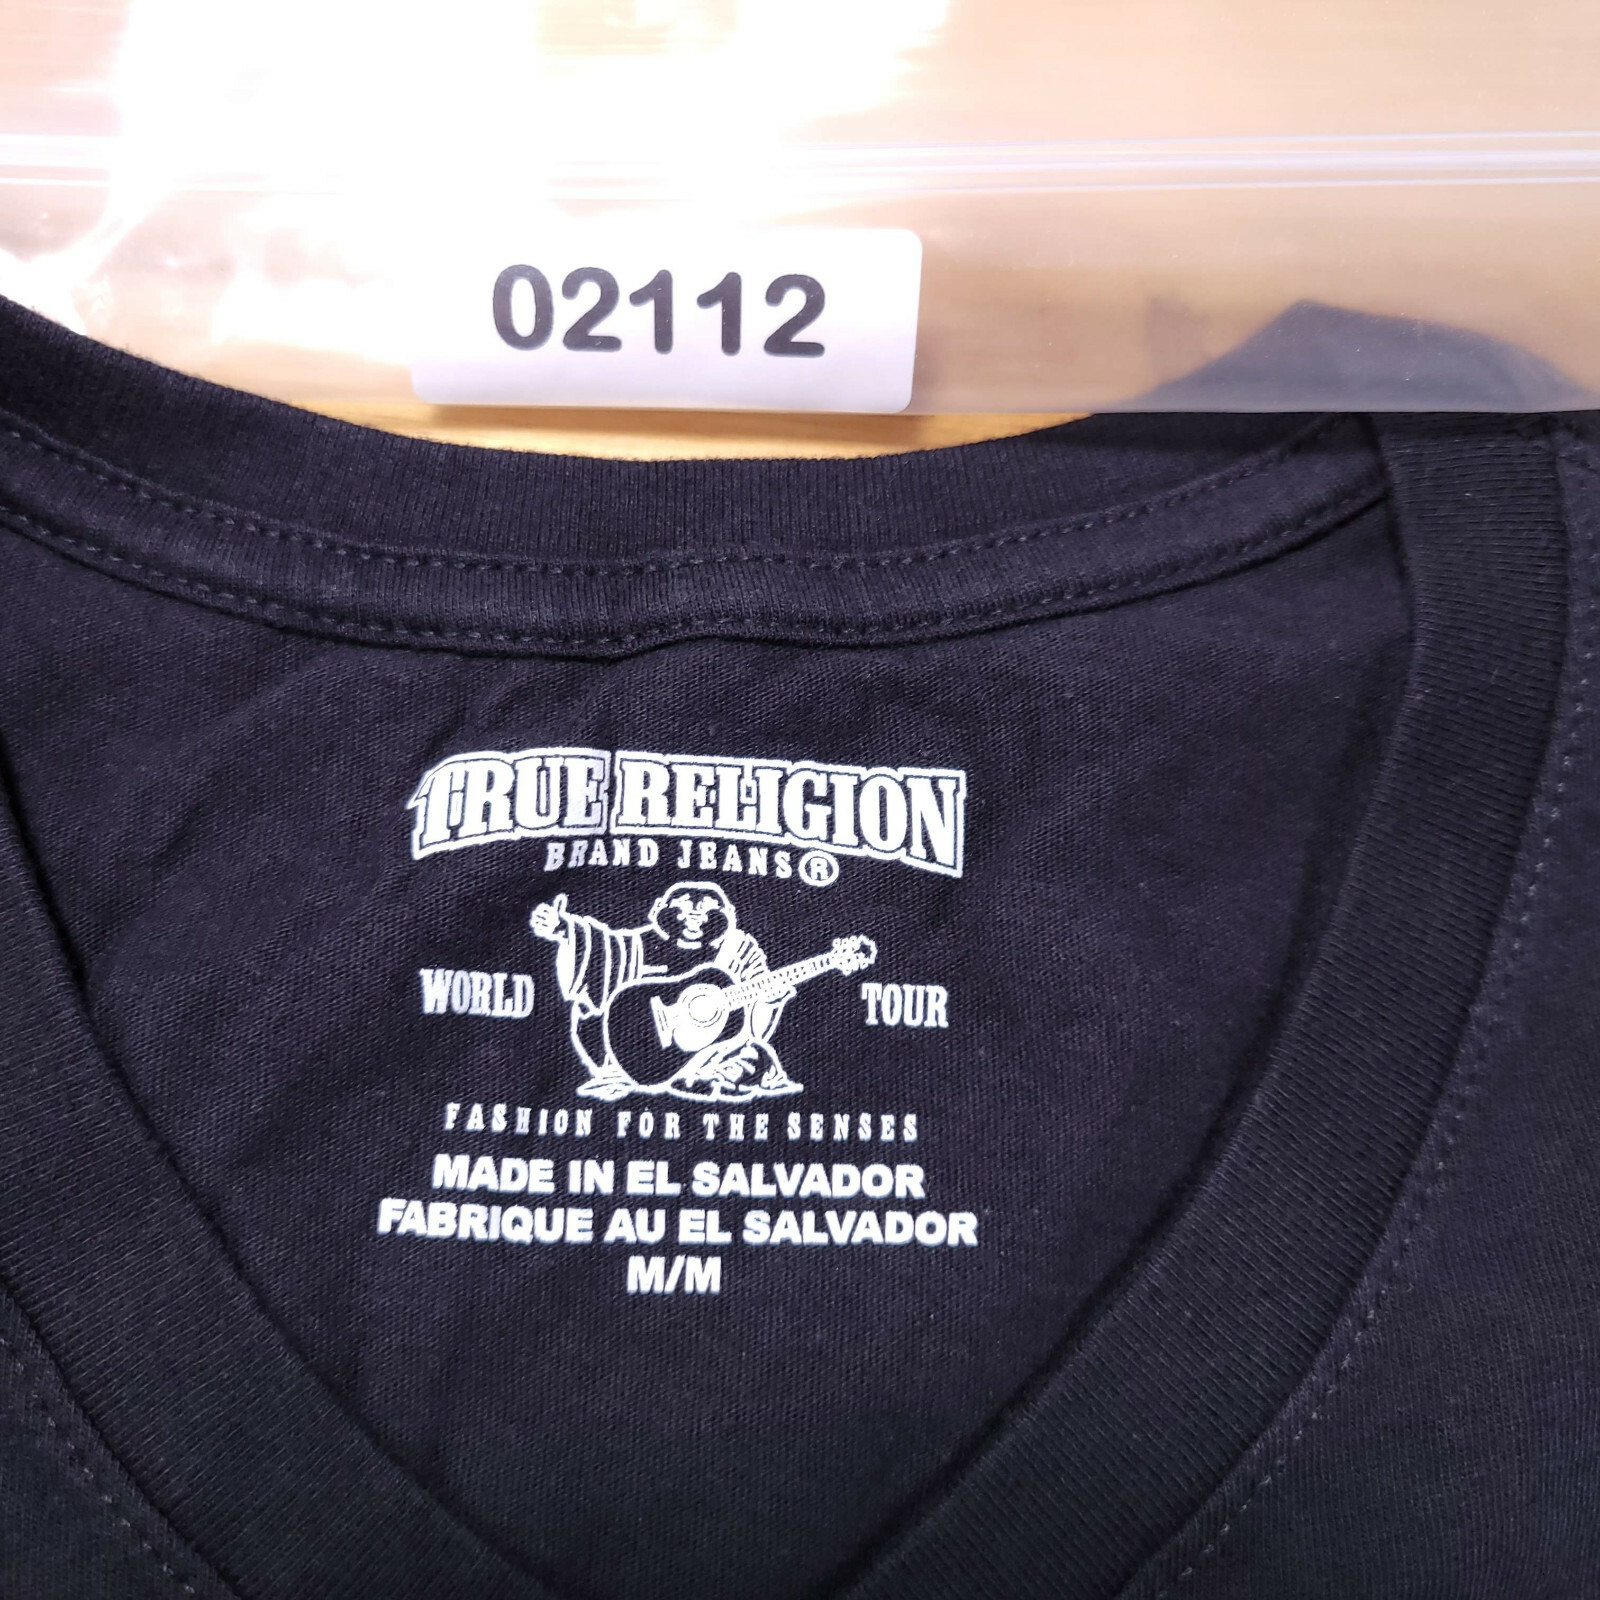 02112
TRUE RELIGION
BRAND JEANS®
WORLD TOUR
FASHION FOR THE SENSES
MADE IN EL SALVADOR
FABRIQUE AU EL SALVADOR
M/M